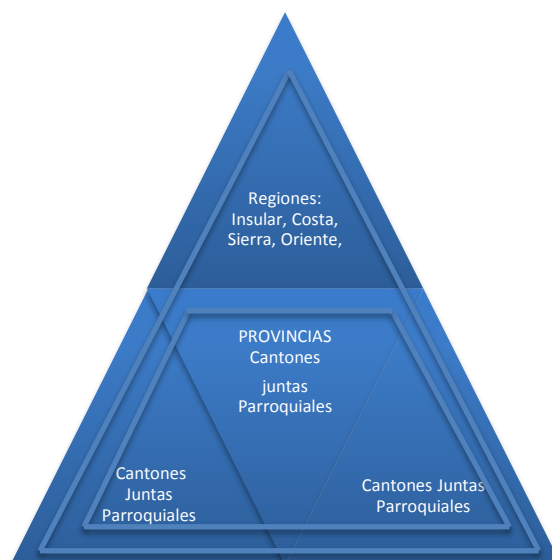 Regiones:
Insular, Costa,
Sierra, Oriente,
PROVINCIAS
Cantones
juntas
Parroquiales
Cantones
Juntas
Parroquiales
Cantones Juntas
Parroquiales